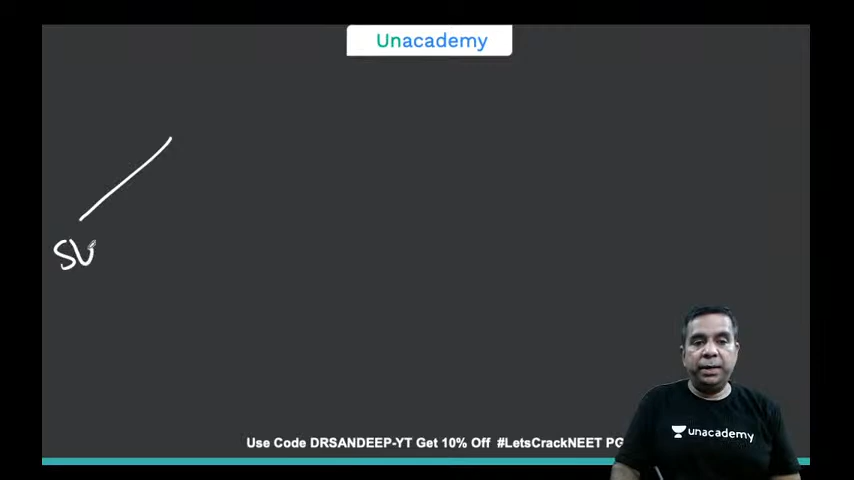 Unacademy
SU
unacademy
Use Code DRSANDEEP-YT Get 10% Off #LetsCrackNEET PG